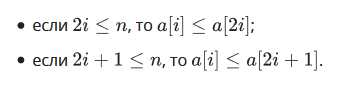 • если 2i ≤ n, то a[i] ≤ a[2i];
• если 2i + 1 ≤ n, то a[i] ≤ a[2i + 1].